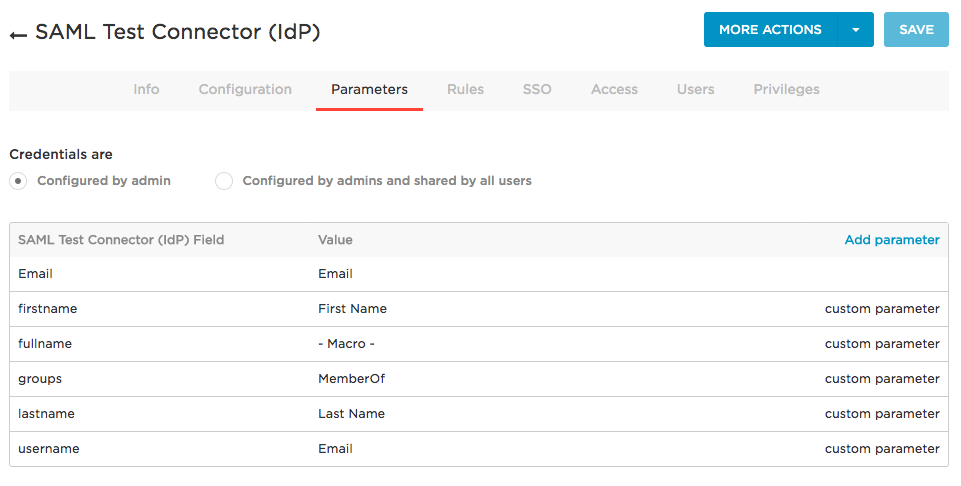 ← SAML Test Connector (IdP)
MORE ACTIONS
SAVE
Info Configuration Parameters Rules SSO Access Users Privileges
Credentials are
Configured by admin Configured by admins and shared by all users
SAML Test Connector (IdP) Field Value Add parameter
Email Email
firstname First Name custom parameter
fullname - Macro - custom parameter
groups MemberOf custom parameter
lastname Last Name custom parameter
username Email custom parameter